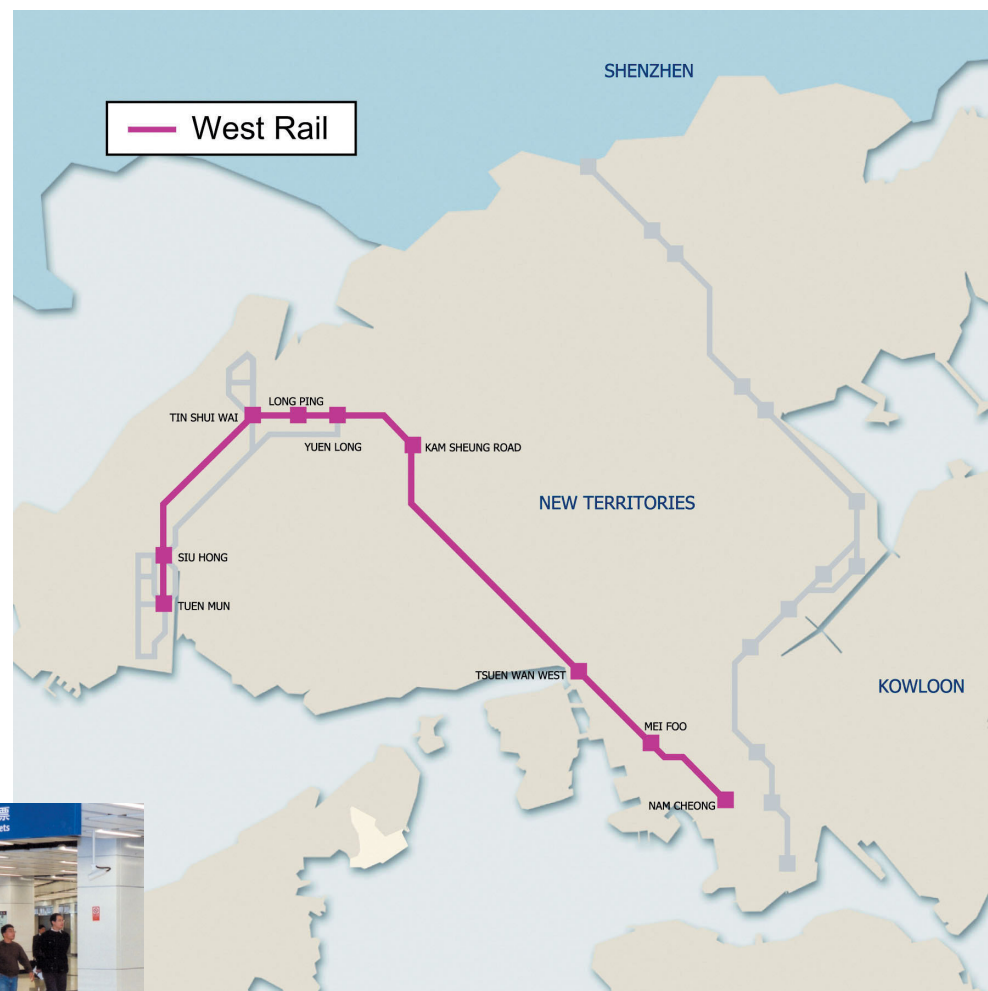 SHENZHEN
West Rail
LONG PING
TIN SHUI WAI
YUEN LONG
KAM SHEUNG ROAD
NEW TERRITORIES
SIU HONG
TUEN MUN
TSUEN WAN WEST
KOWLOON
MEI FOO
NAM CHEONG
票